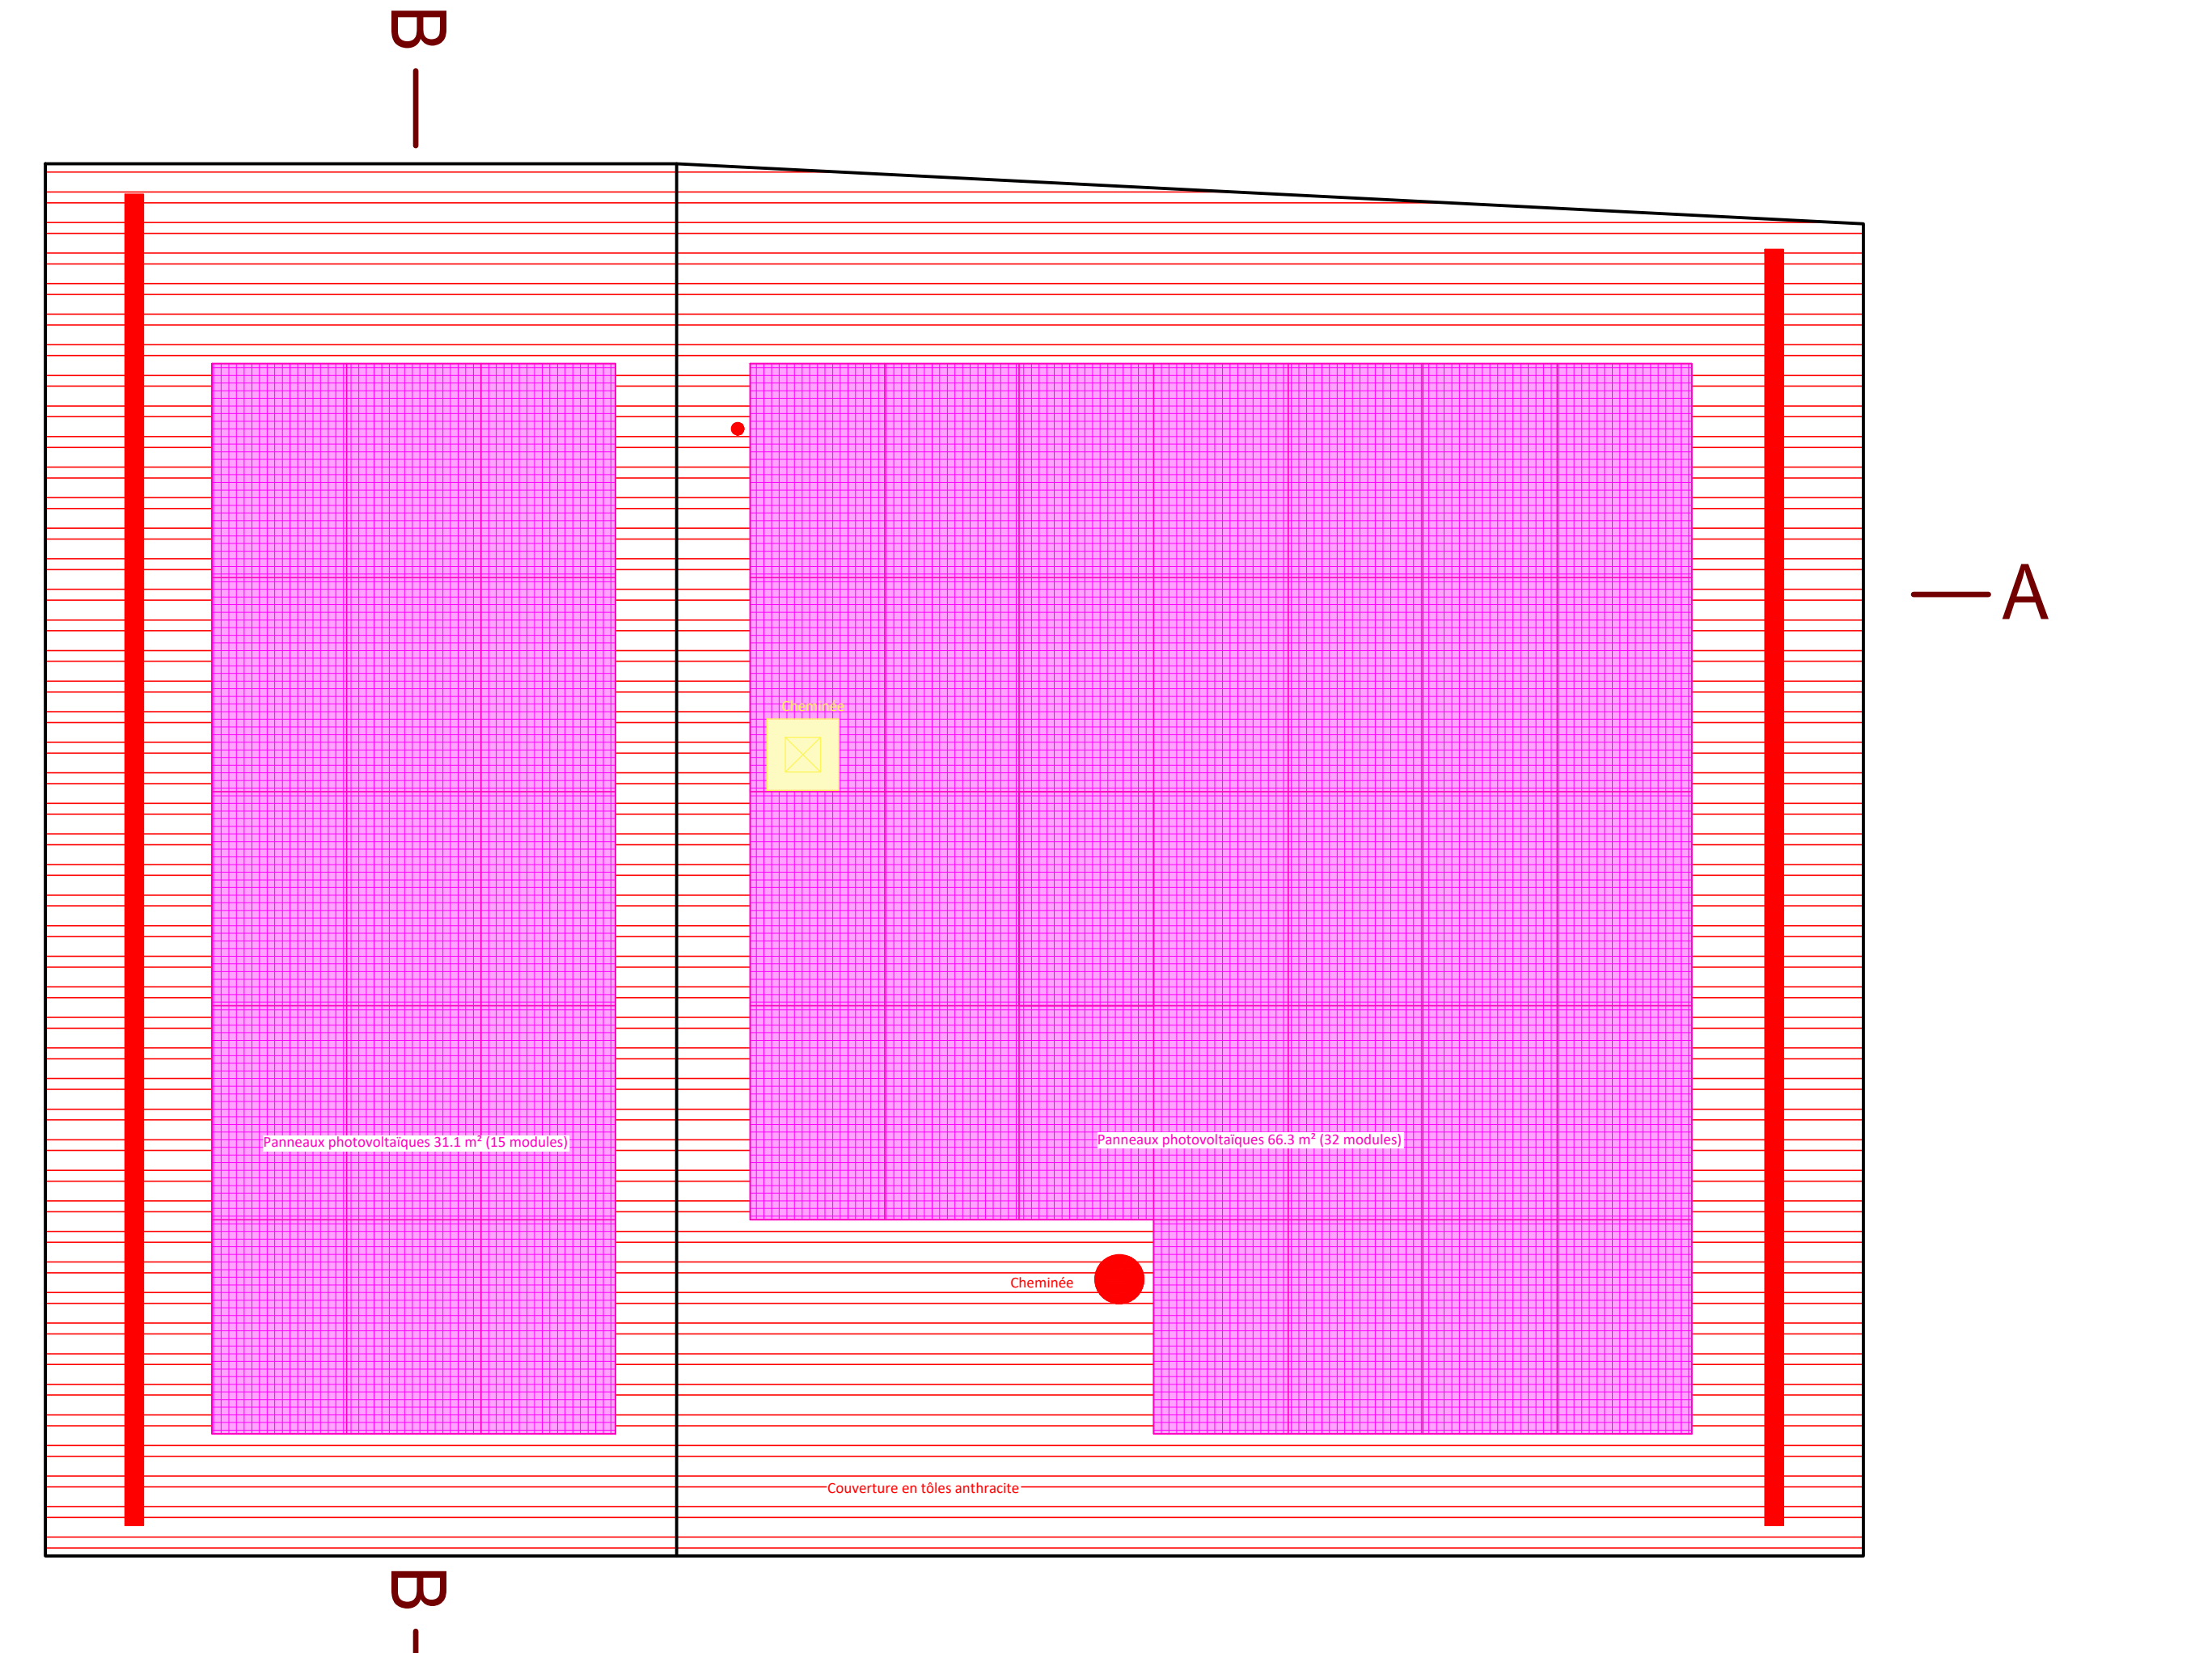 B
A
Cheminée
Panneaux photovoltaïques 31.1 m² (15 modules)
Panneaux photovoltaïques 66.3 m² (32 modules)
Cheminée
Couverture en tôles anthracite
B